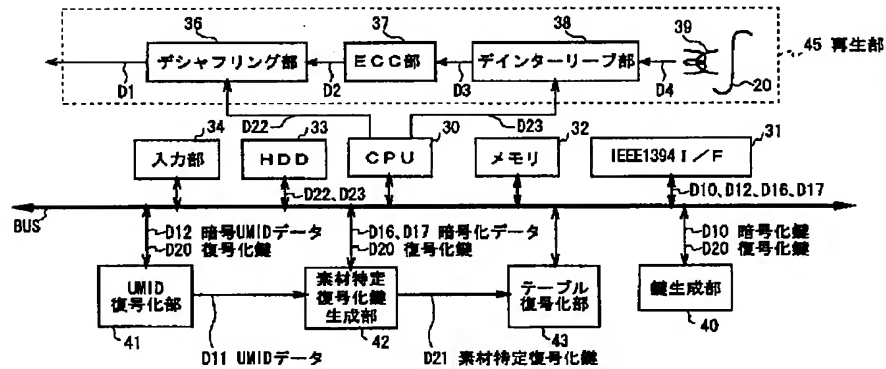 36
37
38
39
45 再生部
デシャフリング部
ECC部
デインターリーブ部
D1
D2
D3
D4
20
D22
D23
34
33
30
32
31
入力部
HDD
CPU
メモリ
IEEE1394 I/F
D22、D23
D10、D12、D16、D17
BUS
D12 暗号UMIDデータ
D20 復号化鍵
D16、D17 暗号化データ
D20 復号化鍵
D10 暗号化鍵
D20 復号化鍵
UMID
復号化部
素材特定
復号化鍵
生成部
テーブル
復号化部
鍵生成部
41
42
43
40
D11 UMIDデータ
D21 素材特定復号化鍵